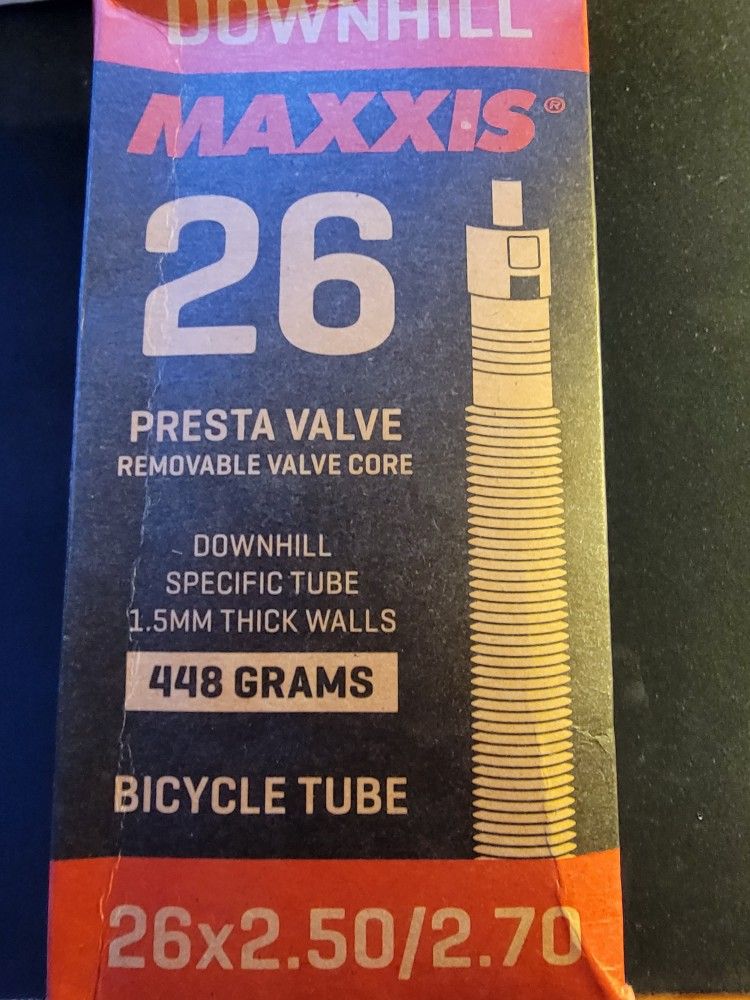 DOWNHILL
MAXXIS®
26
PRESTA VALVE
REMOVABLE VALVE CORE
DOWNHILL
SPECIFIC TUBE
1.5MM THICK WALLS
448 GRAMS
BICYCLE TUBE
26x2.50/2.70